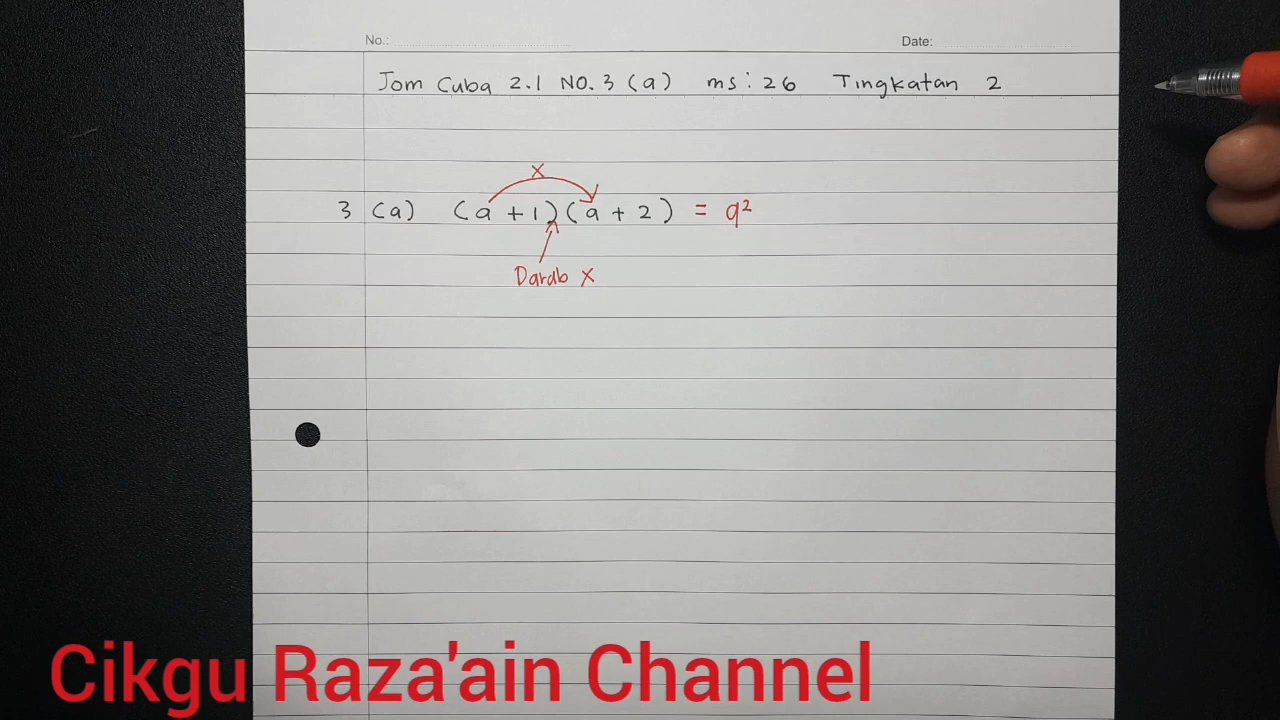 No.: Date:
Jom Cuba 2.1 NO.3 (a) ms: 26 Tingkatan 2
x
3 (a) (a + 1)(a + 2) = a²
Darab x
Cikgu Raza'ain Channel